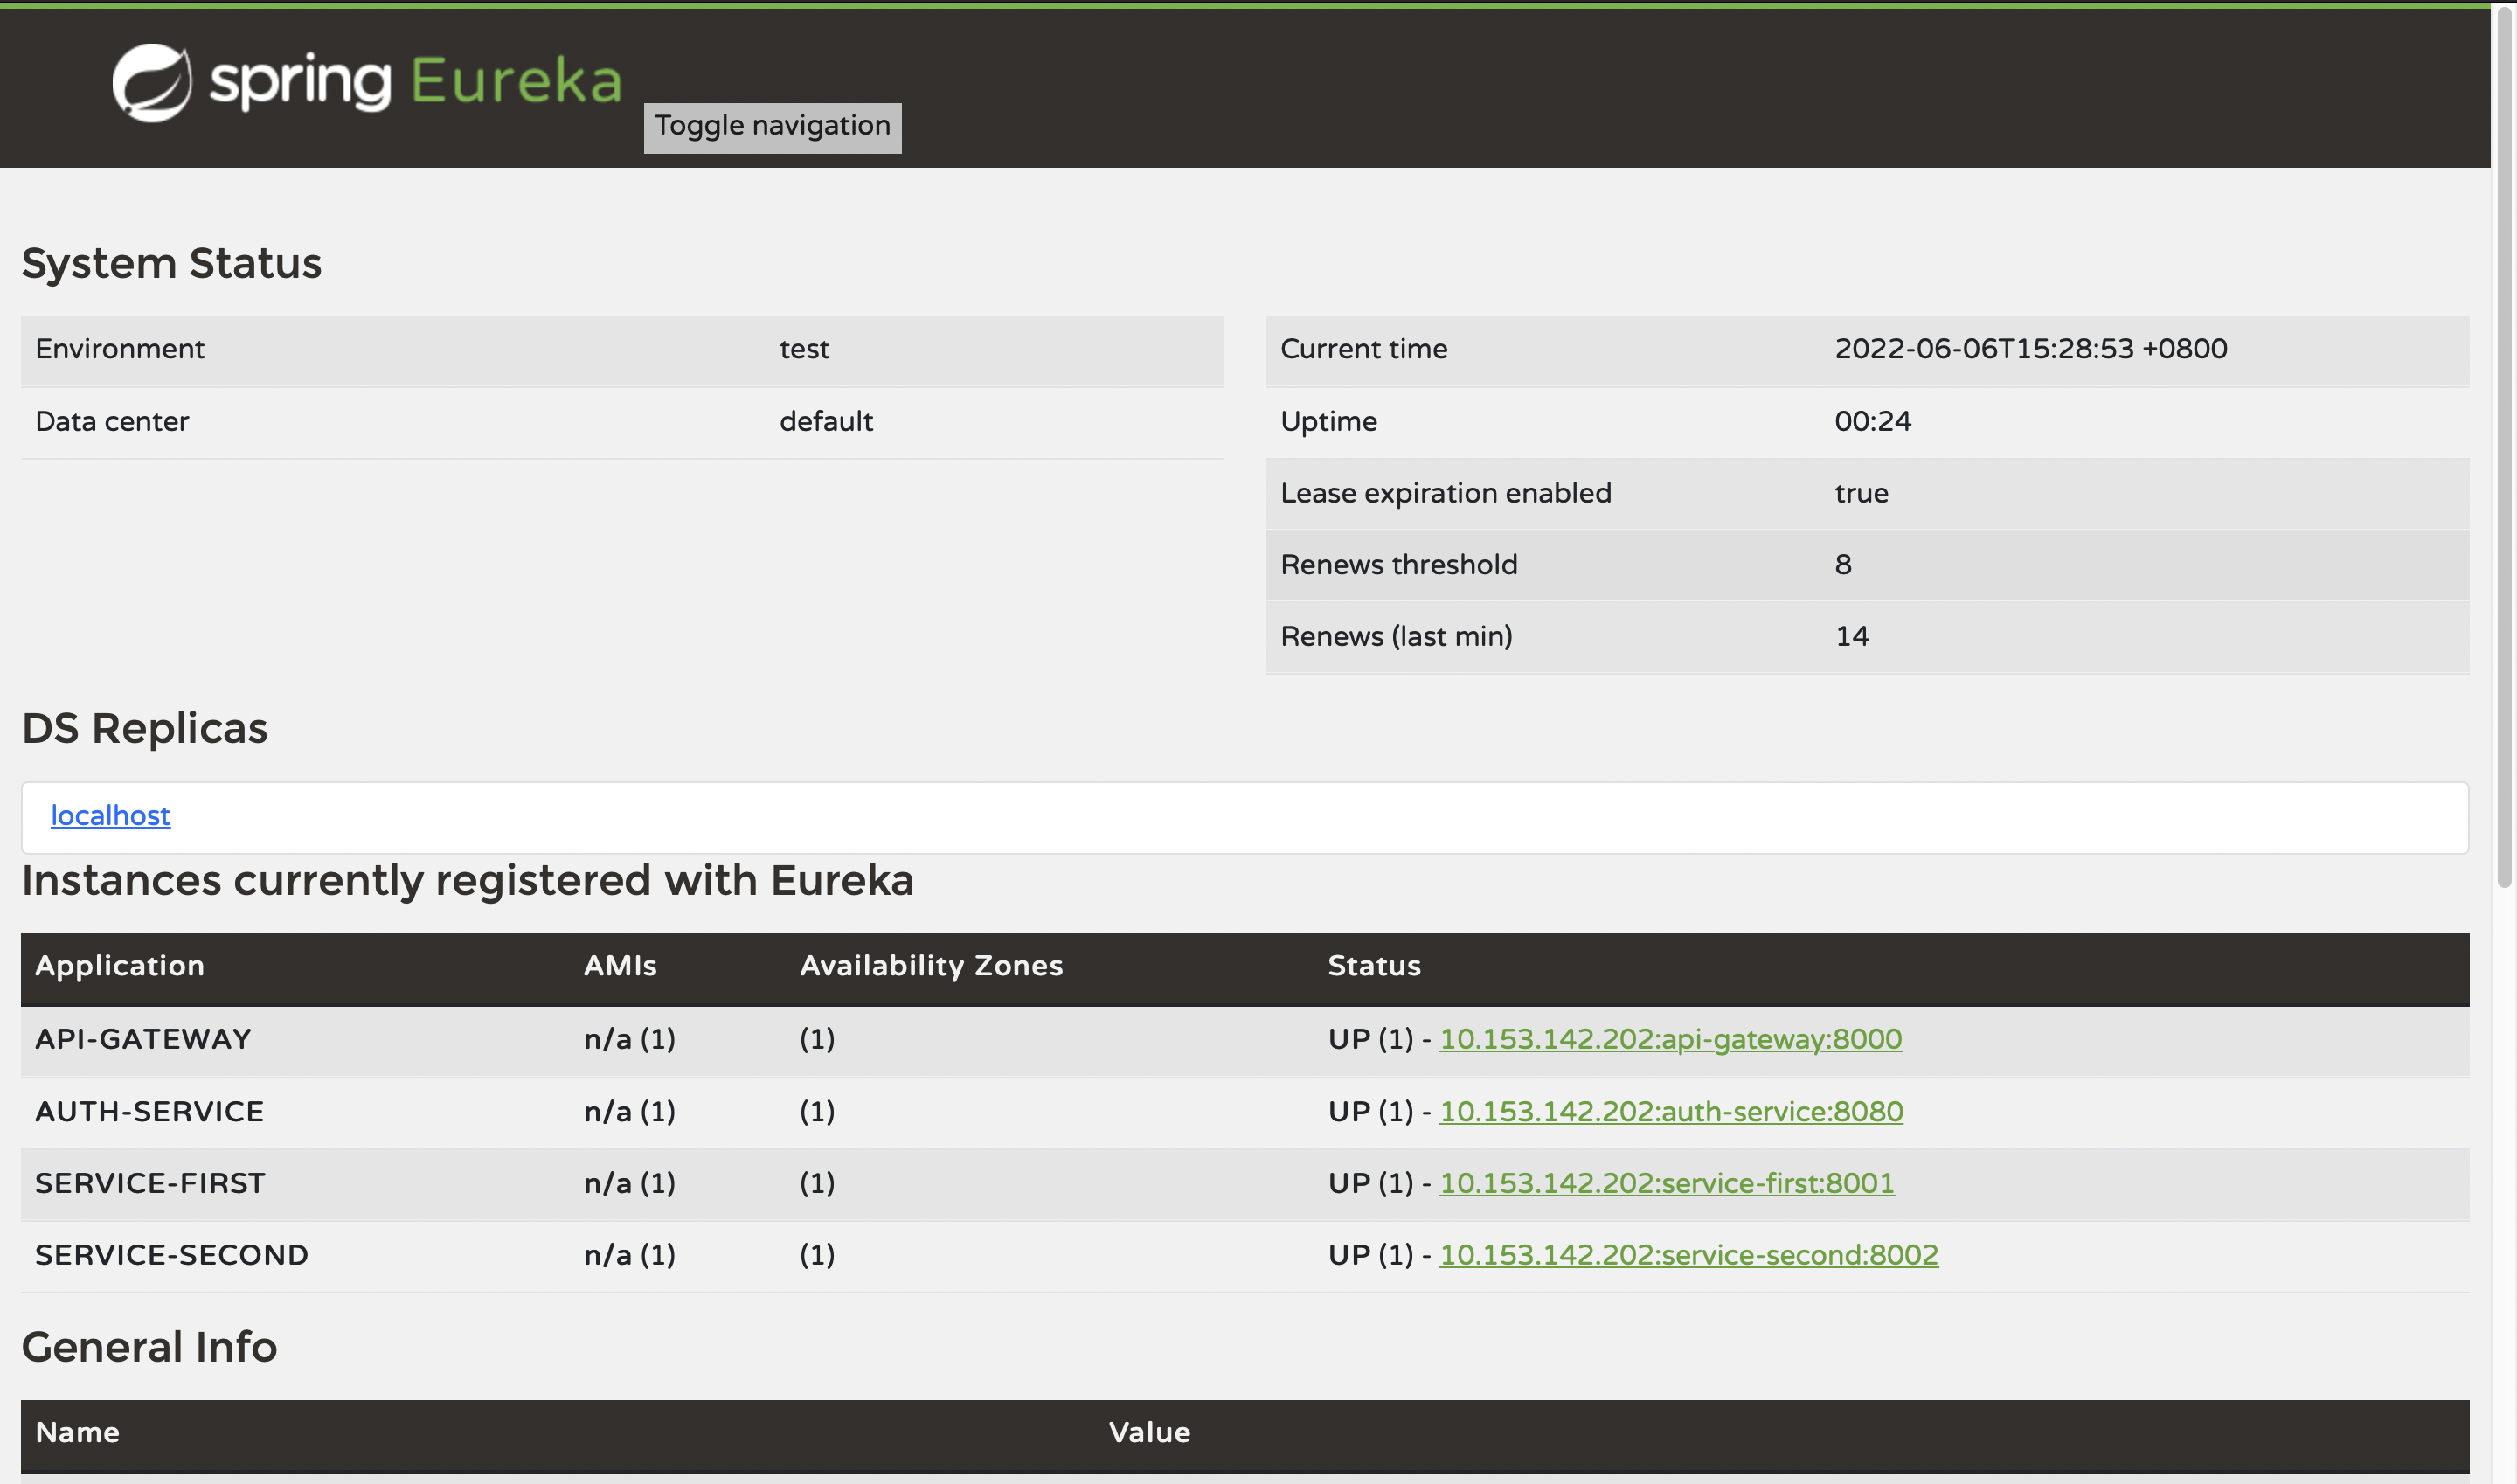 spring Eureka
Toggle navigation
System Status
Environment test
Data center default
Current time 2022-06-06T15:28:53 +0800
Uptime 00:24
Lease expiration enabled true
Renews threshold 8
Renews (last min) 14
DS Replicas
localhost
Instances currently registered with Eureka
Application AMIs Availability Zones Status
API-GATEWAY n/a (1) (1) UP (1) - 10.153.142.202:api-gateway:8000
AUTH-SERVICE n/a (1) (1) UP (1) - 10.153.142.202:auth-service:8080
SERVICE-FIRST n/a (1) (1) UP (1) - 10.153.142.202:service-first:8001
SERVICE-SECOND n/a (1) (1) UP (1) - 10.153.142.202:service-second:8002
General Info
Name Value